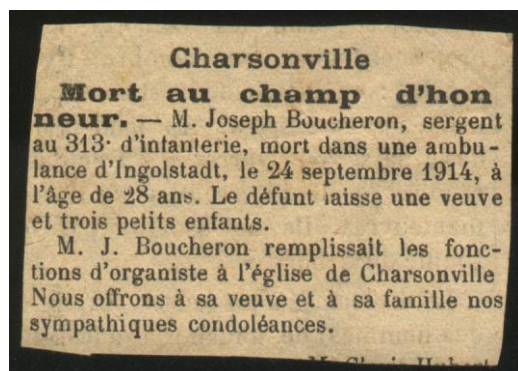 Charsonville
Mort au champ d'hon
neur. — M. Joseph Boucheron, sergent
au 313· d'infanterie, mort dans une ambu-
lance d'Ingolstadt, le 24 septembre 1914, à
l'âge de 28 ans. Le défunt laisse une veuve
et trois petits enfants.
M. J. Boucheron remplissait les fonc-
tions d'organiste à l'église de Charsonville
Nous offrons à sa veuve et à sa famille nos
sympathiques condoléances.